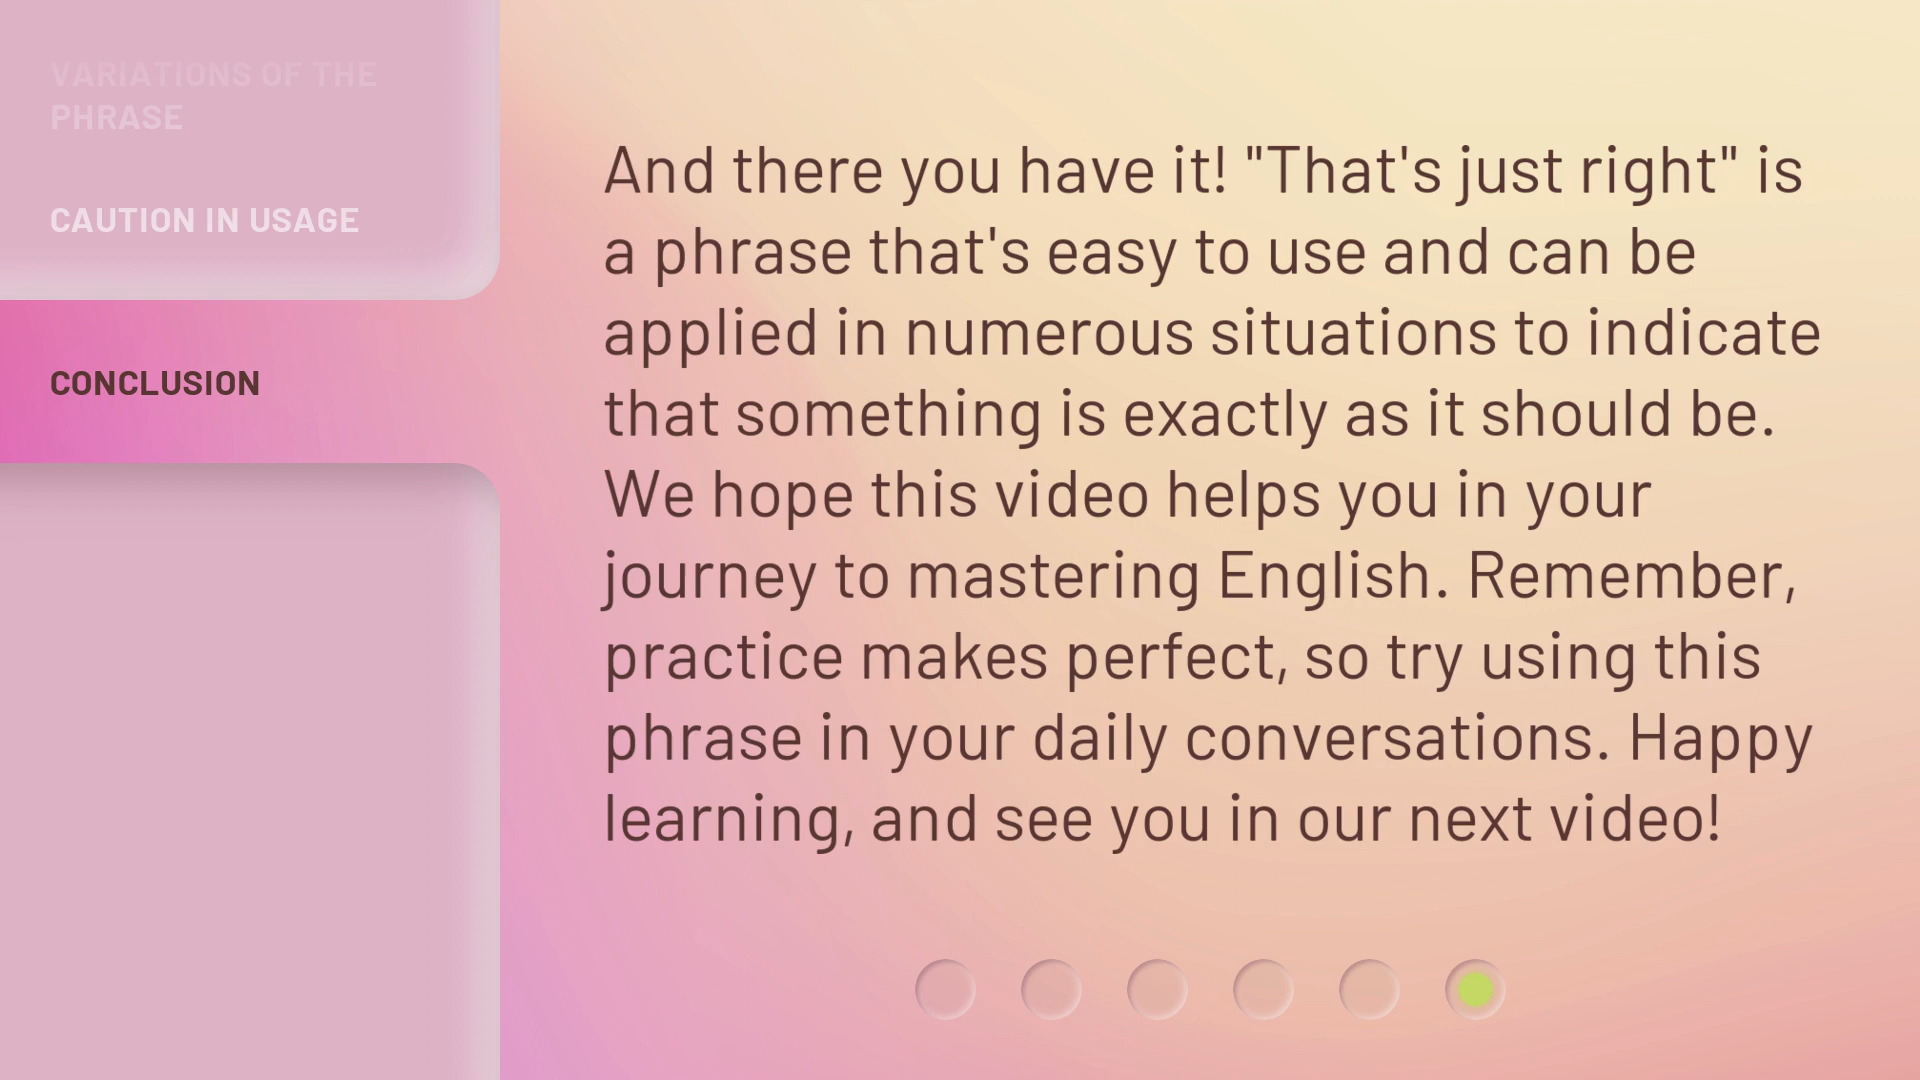 VARIATIONS OF THE
PHRASE
CAUTION IN USAGE
CONCLUSION
And there you have it! "That's just right" is
a phrase that's easy to use and can be
applied in numerous situations to indicate
that something is exactly as it should be.
We hope this video helps you in your
journey to mastering English. Remember,
practice makes perfect, so try using this
phrase in your daily conversations. Happy
learning, and see you in our next video!